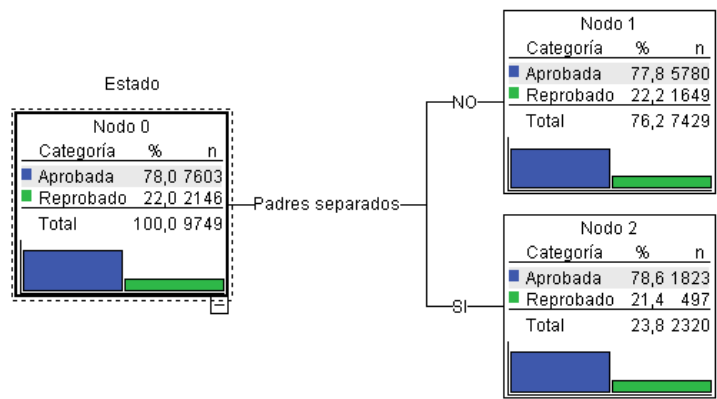 Estado
Nodo 0
Categoría % n
Aprobada 78,0 7603
Reprobado 22,0 2146
Total 100,0 9749
Padres separados
NO
Nodo 1
Categoría % n
Aprobada 77,8 5780
Reprobado 22,2 1649
Total 76,2 7429
SI
Nodo 2
Categoría % n
Aprobada 78,6 1823
Reprobado 21,4 497
Total 23,8 2320